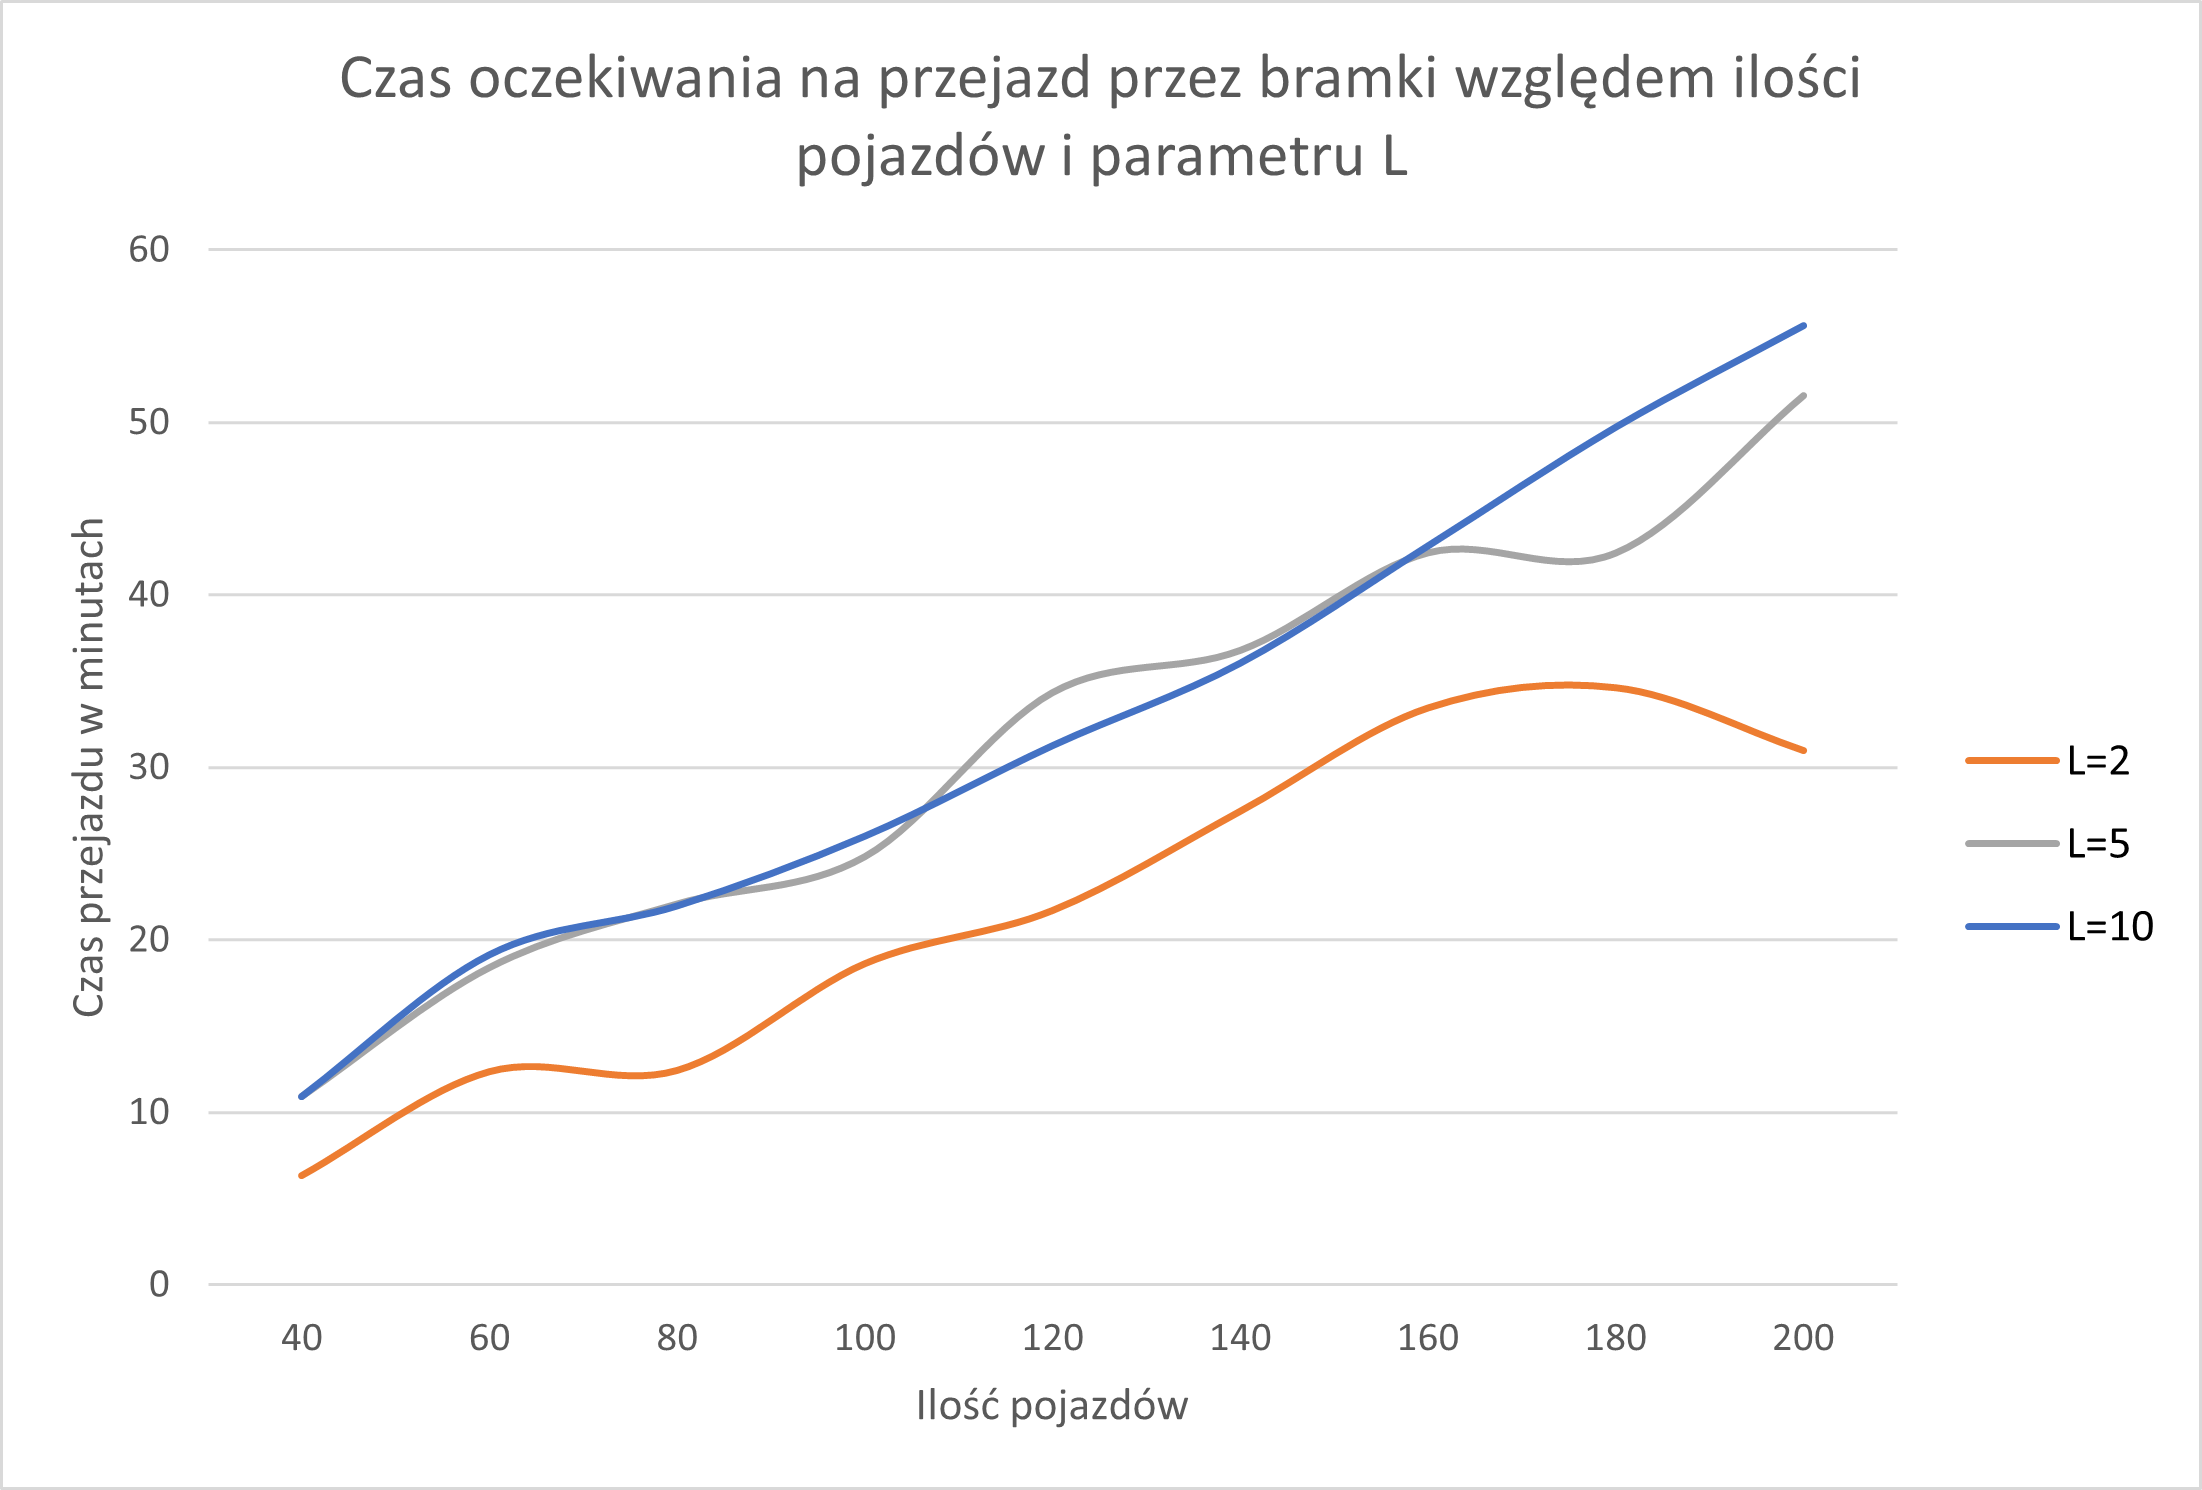 Czas oczekiwania na przejazd przez bramki względem ilości
pojazdów i parametru L
60
50
40
30
20
10
0
Czas przejazdu w minutach
40 60 80 100 120 140 160 180 200
Ilość pojazdów
L=2
L=5
L=10